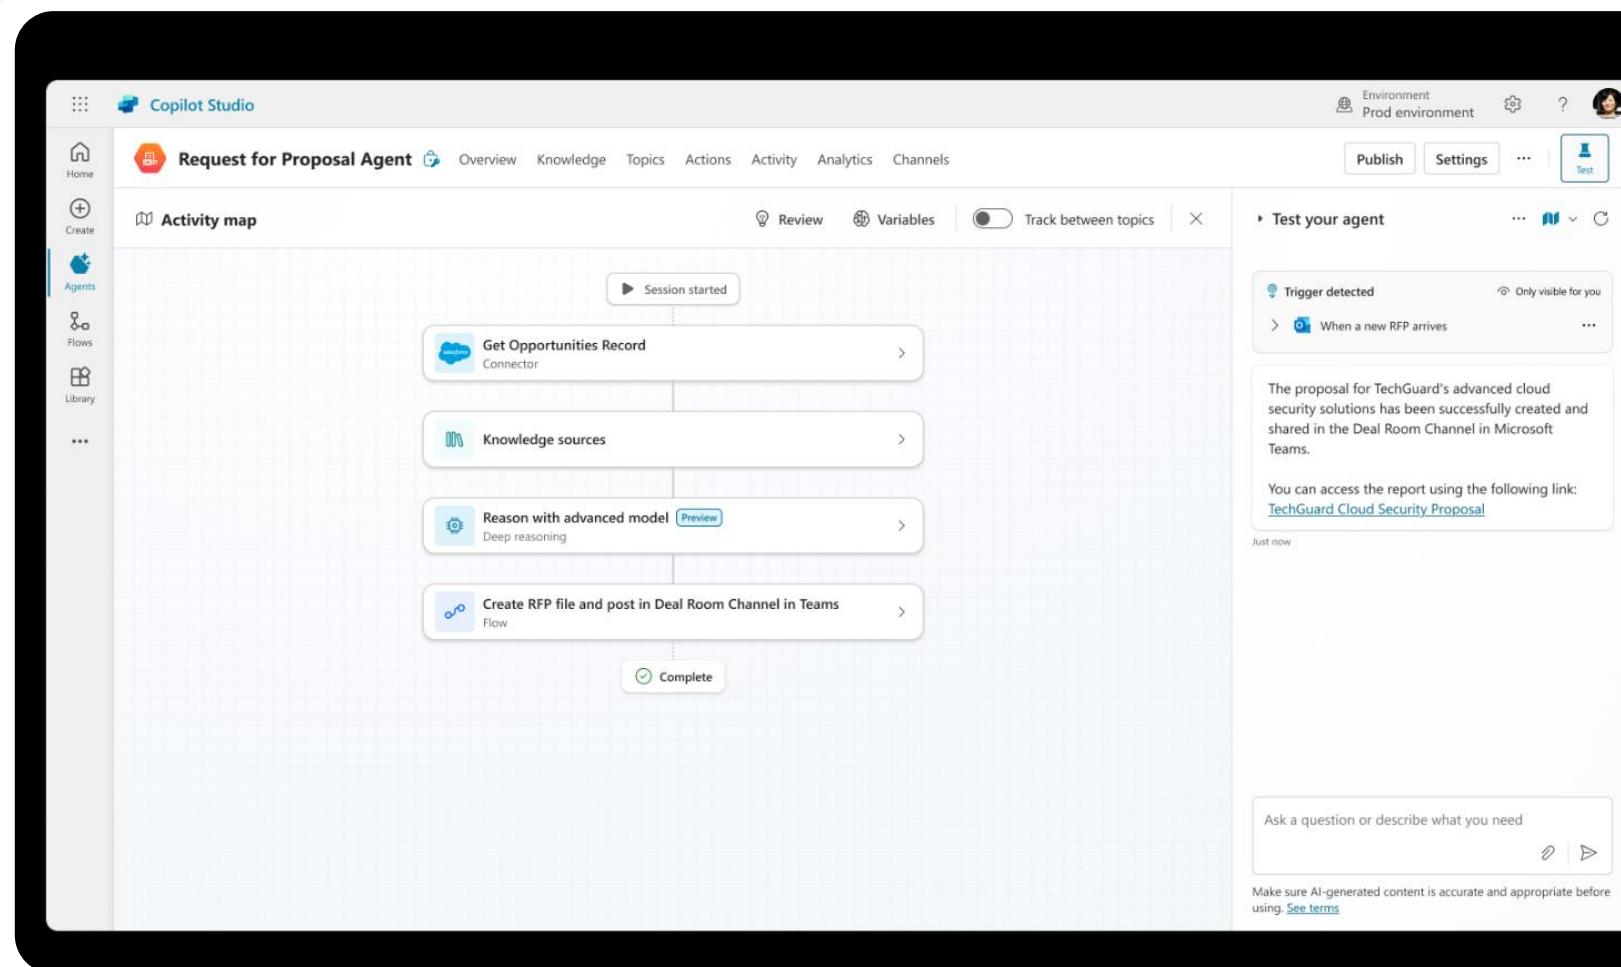 Copilot Studio
Environment
Prod environment
?
Home
Create
Agents
Flows
Library
Request for Proposal Agent
Overview Knowledge Topics Actions Activity Analytics Channels
Publish Settings
Test
Activity map
Review Variables Track between topics
Session started
Get Opportunities Record
Connector
salesforce
Knowledge sources
Reason with advanced model Preview
Deep reasoning
Create RFP file and post in Deal Room Channel in Teams
Flow
Complete
Test your agent
Trigger detected Only visible for you
When a new RFP arrives
The proposal for TechGuard's advanced cloud
security solutions has been successfully created and
shared in the Deal Room Channel in Microsoft
Teams.
You can access the report using the following link:
TechGuard Cloud Security Proposal
Just now
Ask a question or describe what you need
Make sure AI-generated content is accurate and appropriate before
using. See terms